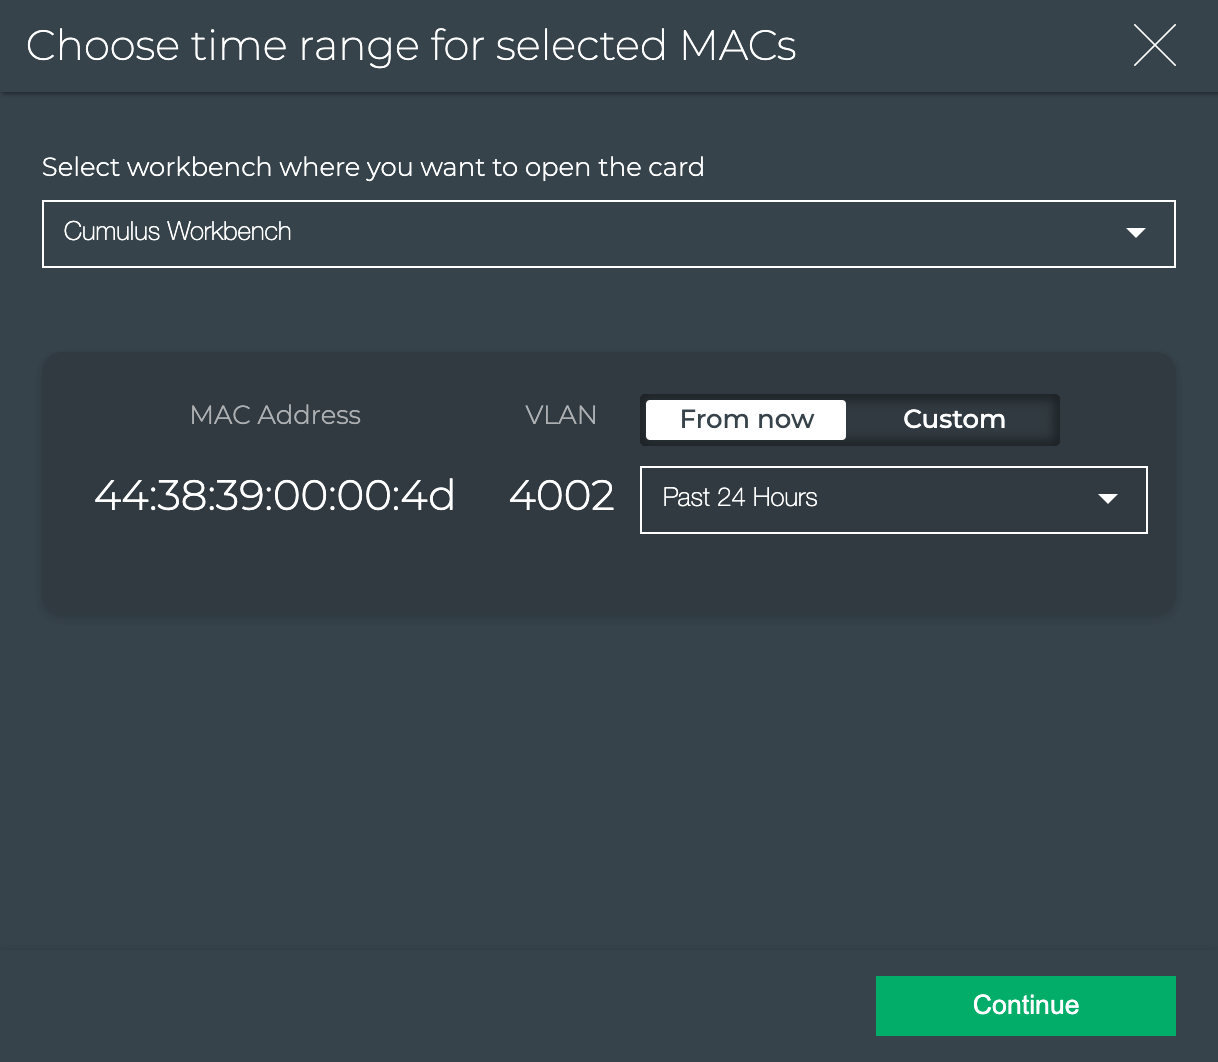 Choose time range for selected MACs
Select workbench where you want to open the card
Cumulus Workbench
MAC Address VLAN From now Custom
44:38:39:00:00:4d 4002 Past 24 Hours
Continue